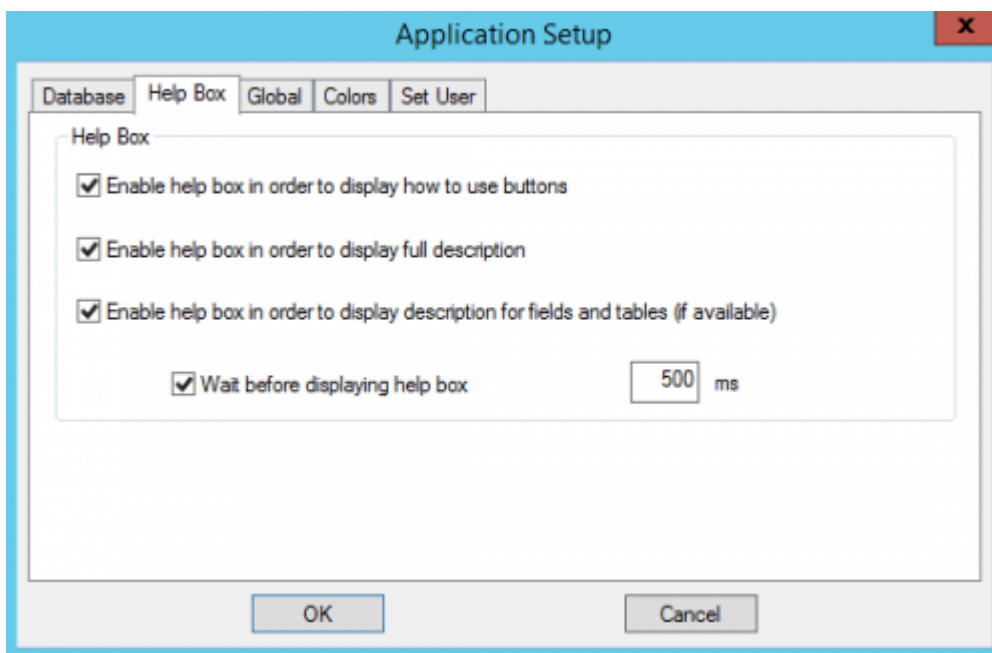 Application Setup
x
Database Help Box Global Colors Set User
Help Box
Enable help box in order to display how to use buttons
Enable help box in order to display full description
Enable help box in order to display description for fields and tables (if available)
Wait before displaying help box 500 ms
OK Cancel